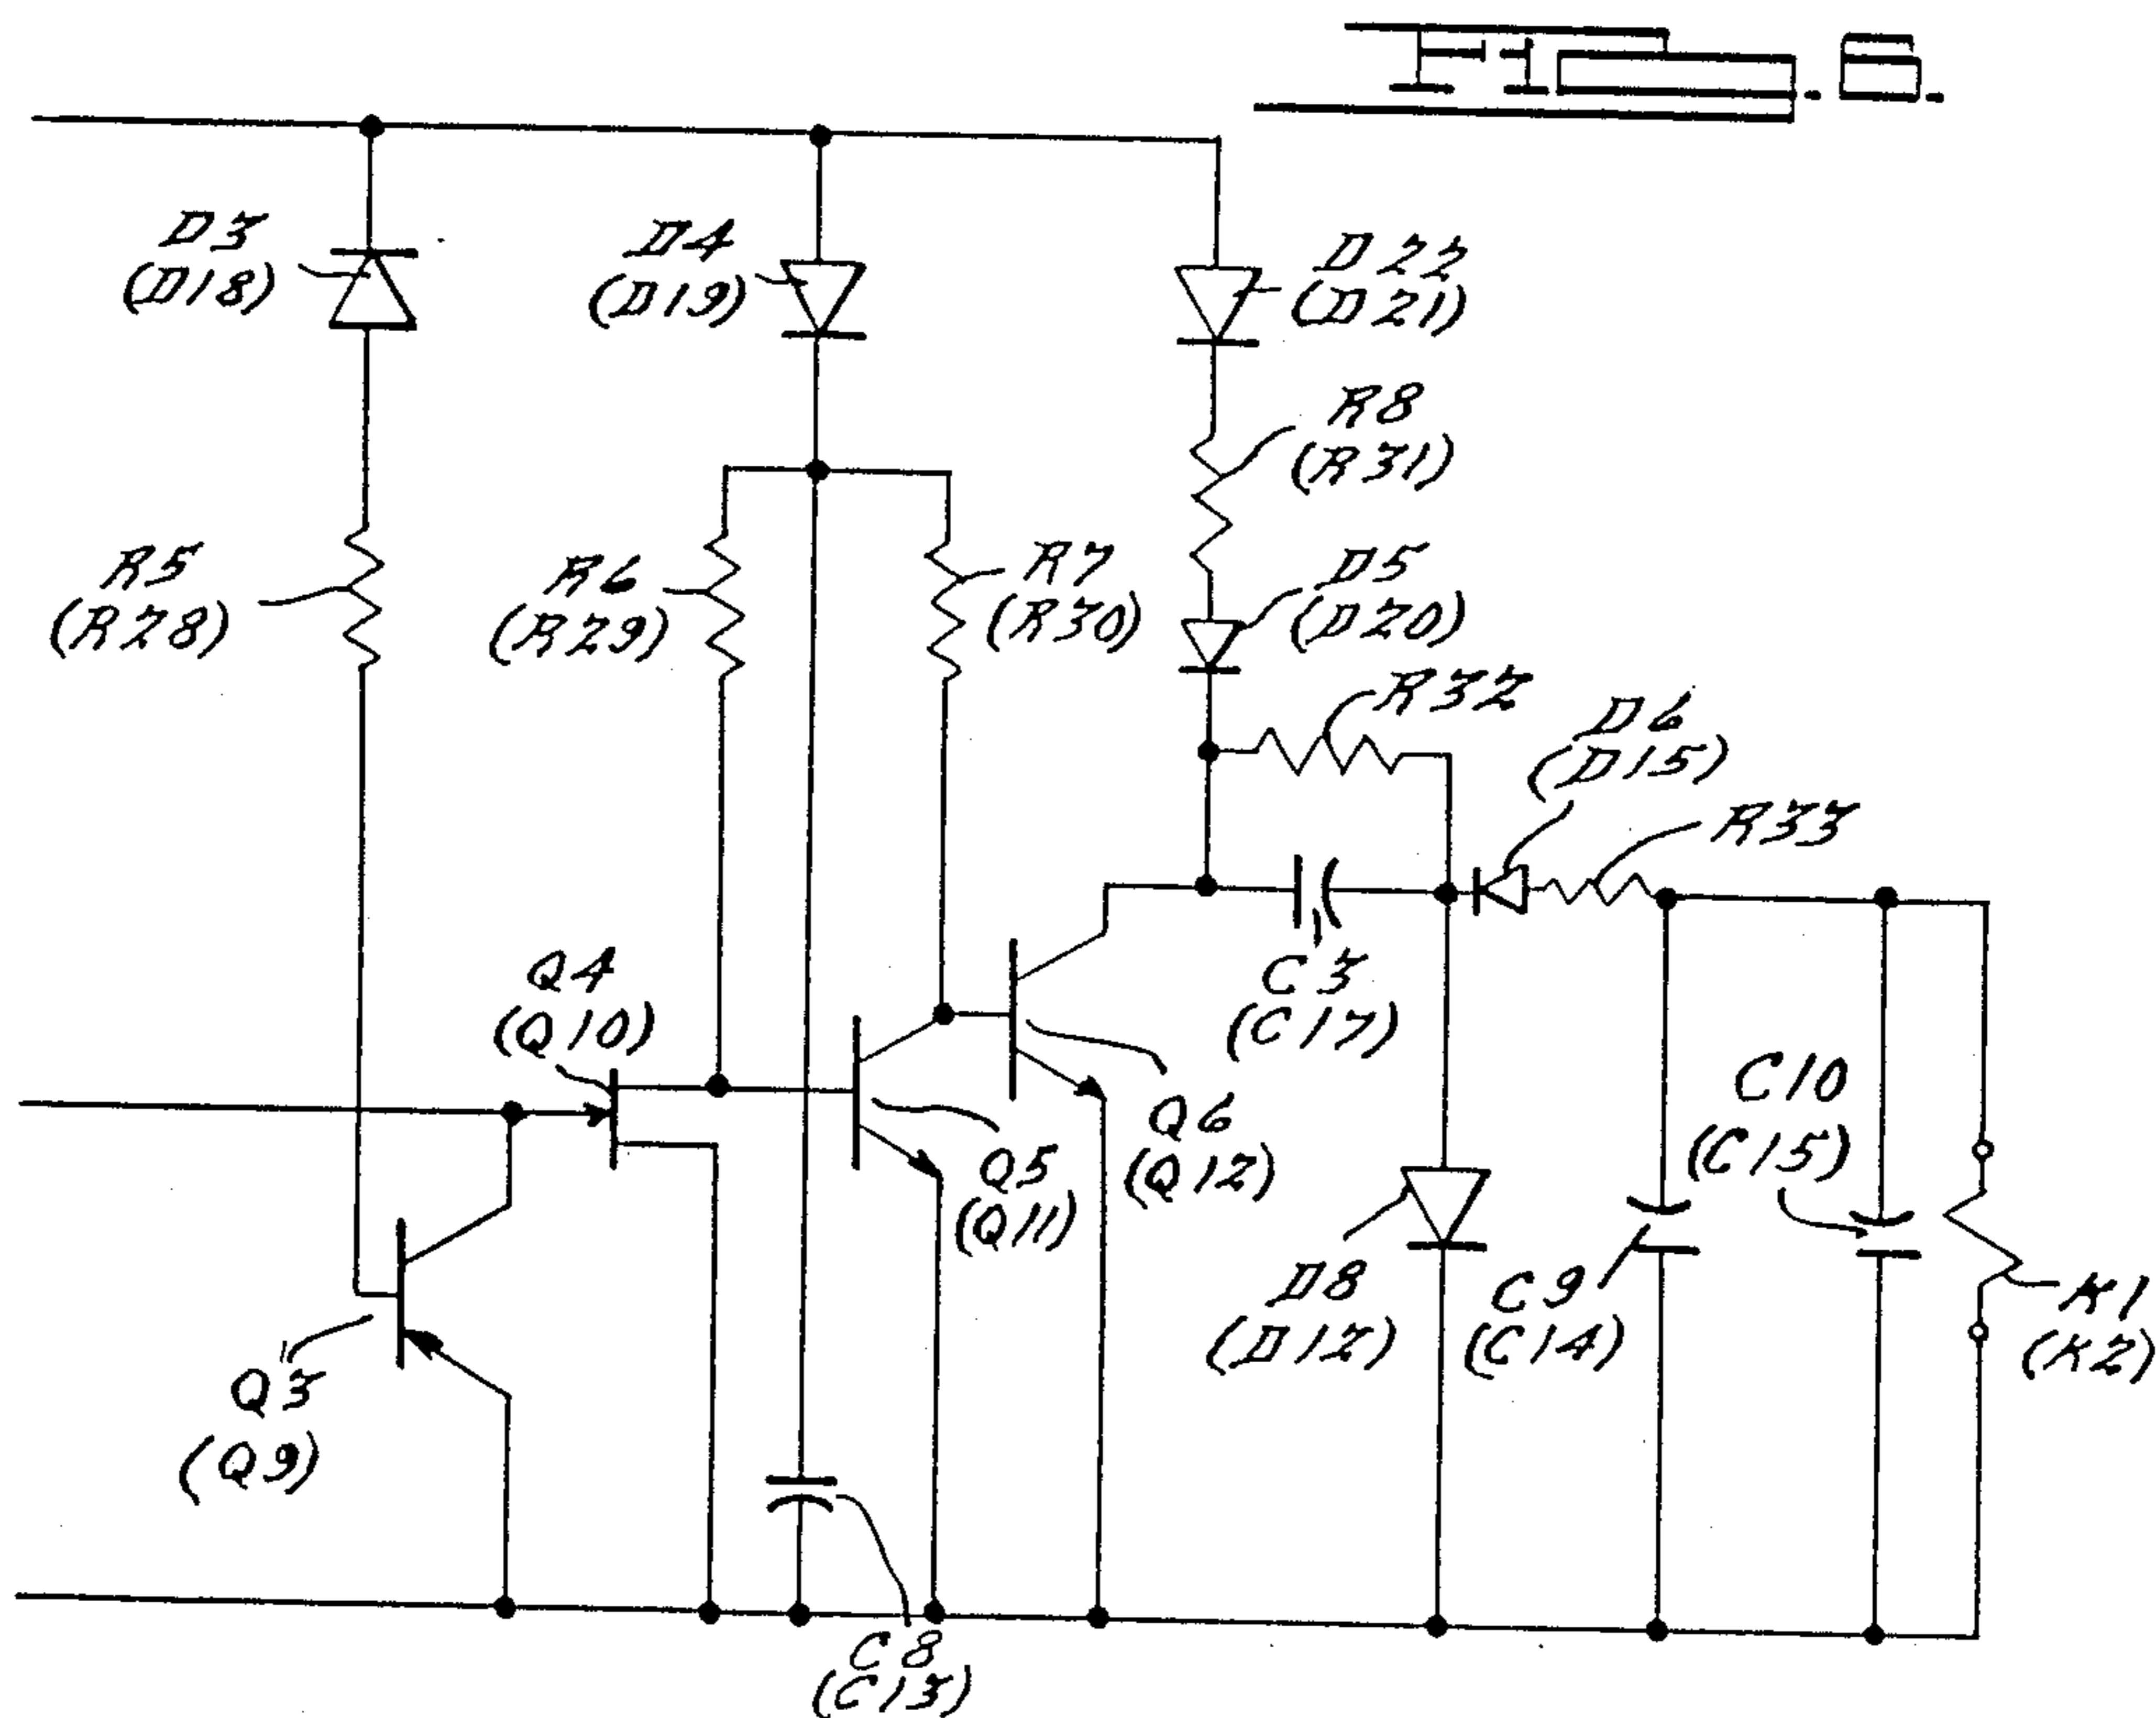 FIG. 6.
D3
(D18)
D4
(D19)
D22
(D21)
R8
(R31)
R5
(R28)
R6
(R29)
R7
(R30)
D5
(D20)
R32
D6
(D15)
R33
Q4
(Q10)
C3
(C17)
Q6
(Q12)
C10
(C15)
Q5
(Q11)
D8
(D12)
C9
(C14)
K1
(K2)
Q3
(Q9)
C8
(C13)